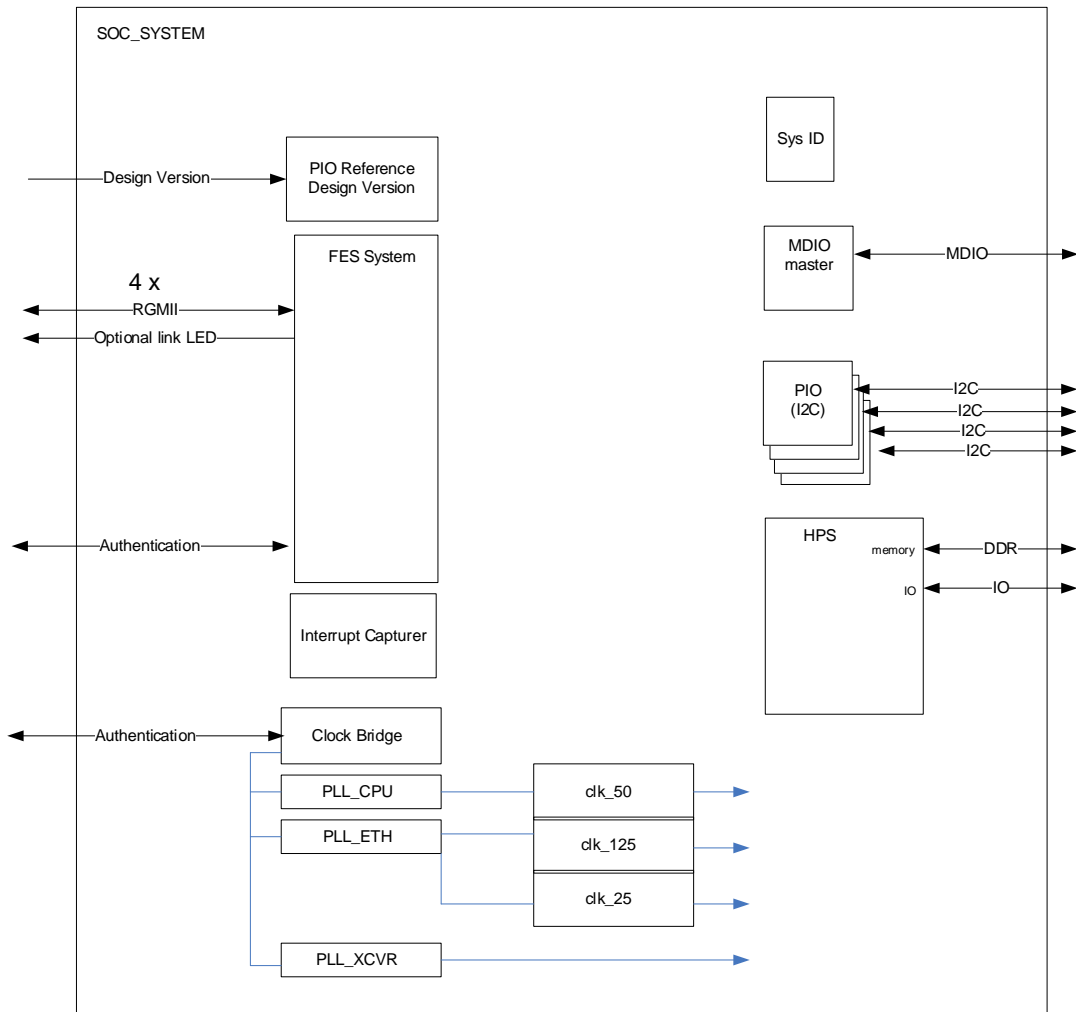 SOC_SYSTEM
Sys ID
PIO Reference
Design Version
Design Version
FES System
MDIO
master
MDIO
4 x
RGMII
Optional link LED
PIO
(I2C)
I2C
I2C
I2C
I2C
HPS
memory
DDR
IO
IO
Authentication
Interrupt Capturer
Authentication
Clock Bridge
PLL_CPU
clk_50
PLL_ETH
clk_125
clk_25
PLL_XCVR